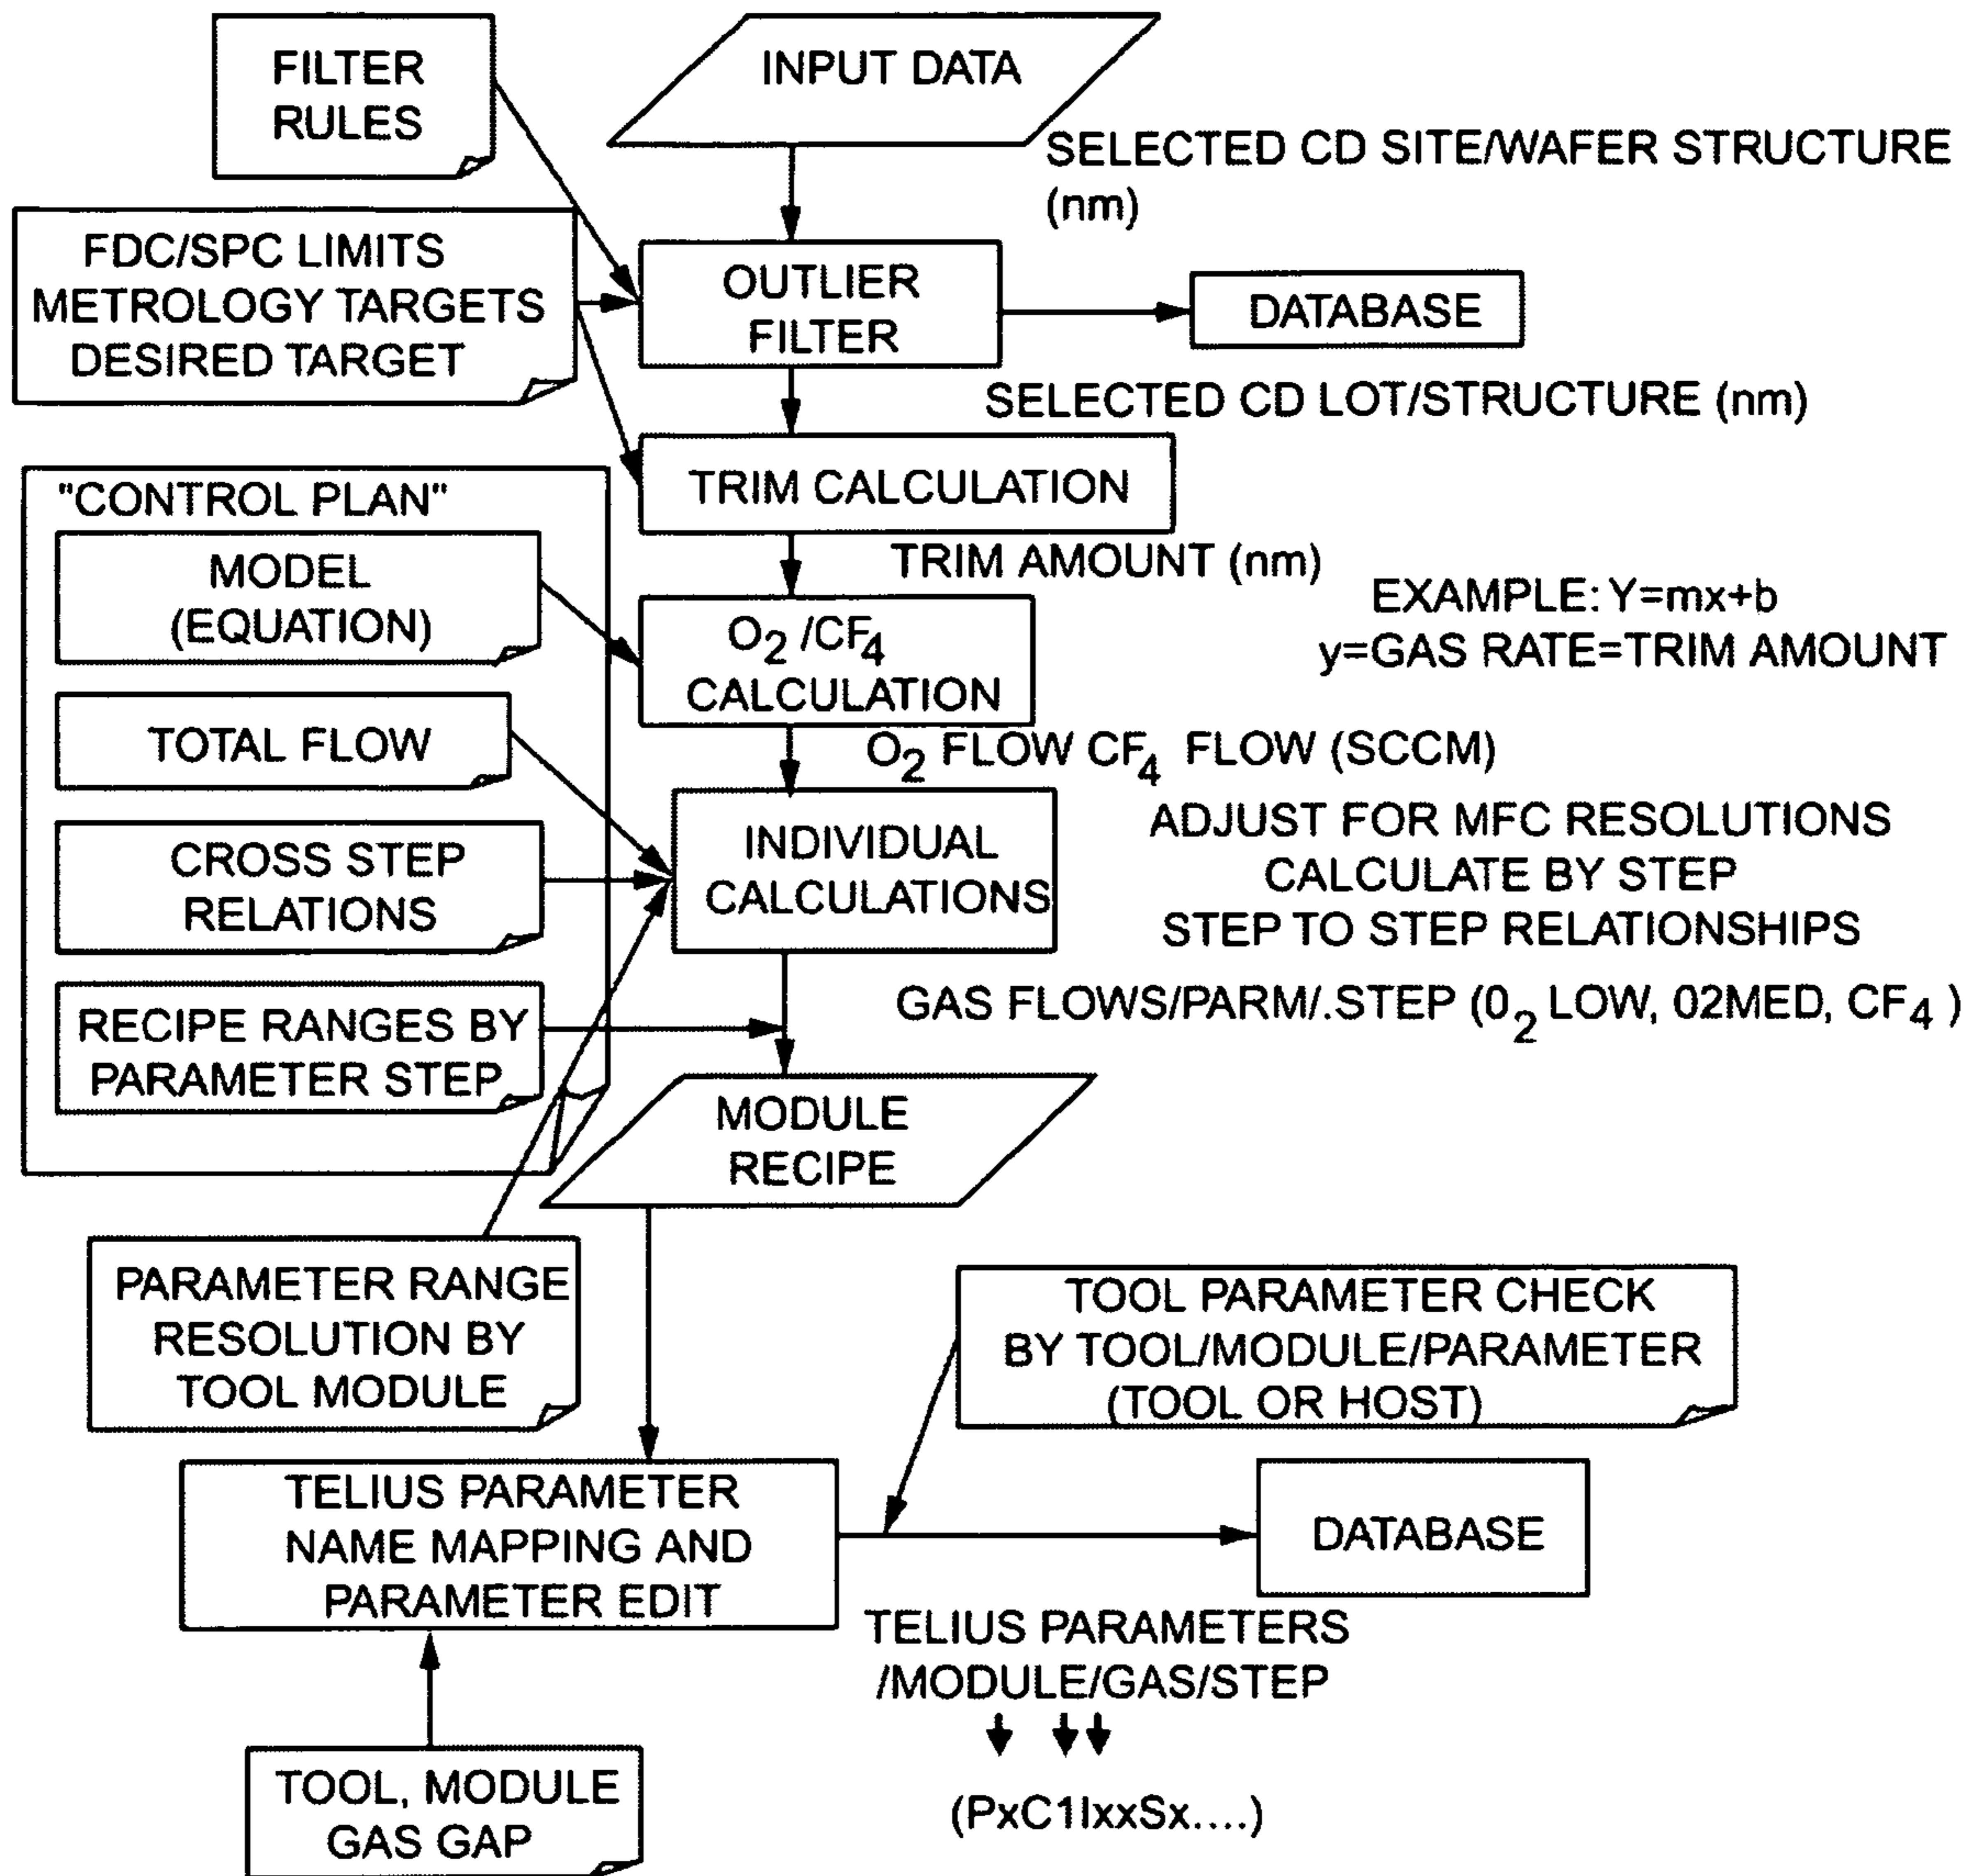 FILTER
RULES
INPUT DATA
SELECTED CD SITE/WAFER STRUCTURE
(nm)
FDC/SPC LIMITS
METROLOGY TARGETS
DESIRED TARGET
OUTLIER
FILTER
DATABASE
SELECTED CD LOT/STRUCTURE (nm)
TRIM CALCULATION
"CONTROL PLAN"
MODEL
(EQUATION)
TRIM AMOUNT (nm)
EXAMPLE: Y=mx+b
y=GAS RATE=TRIM AMOUNT
O2 /CF4
CALCULATION
TOTAL FLOW
O2 FLOW CF4 FLOW (SCCM)
INDIVIDUAL
CALCULATIONS
ADJUST FOR MFC RESOLUTIONS
CALCULATE BY STEP
STEP TO STEP RELATIONSHIPS
CROSS STEP
RELATIONS
GAS FLOWS/PARM/.STEP (02 LOW, 02MED, CF4 )
RECIPE RANGES BY
PARAMETER STEP
MODULE
RECIPE
PARAMETER RANGE
RESOLUTION BY
TOOL MODULE
TOOL PARAMETER CHECK
BY TOOL/MODULE/PARAMETER
(TOOL OR HOST)
TELIUS PARAMETER
NAME MAPPING AND
PARAMETER EDIT
DATABASE
TELIUS PARAMETERS
/MODULE/GAS/STEP
(PxC1IxxSx....)
TOOL, MODULE
GAS GAP